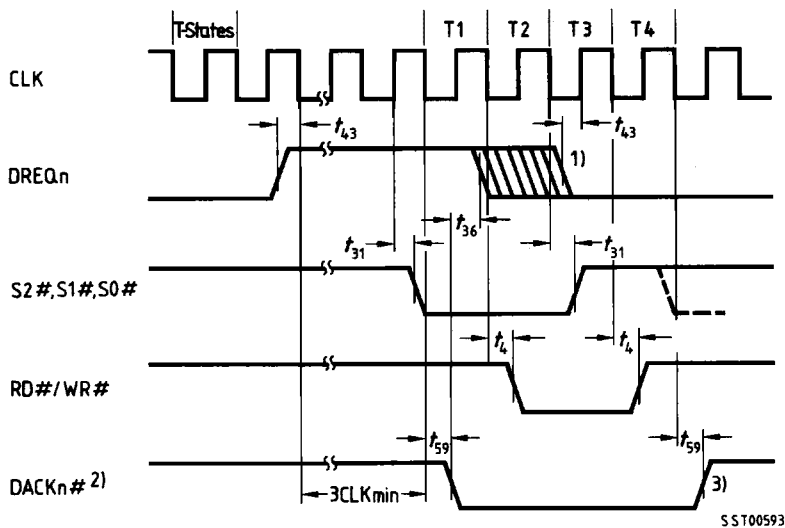 T-States T1 T2 T3 T4
CLK
t43 t43
DREQn 1)
t36
t31 t31
S2#,S1#,S0#
t4 t4
RD#/WR#
t59 t59
DACKn# 2) 3CLKmin 3)
SST00593